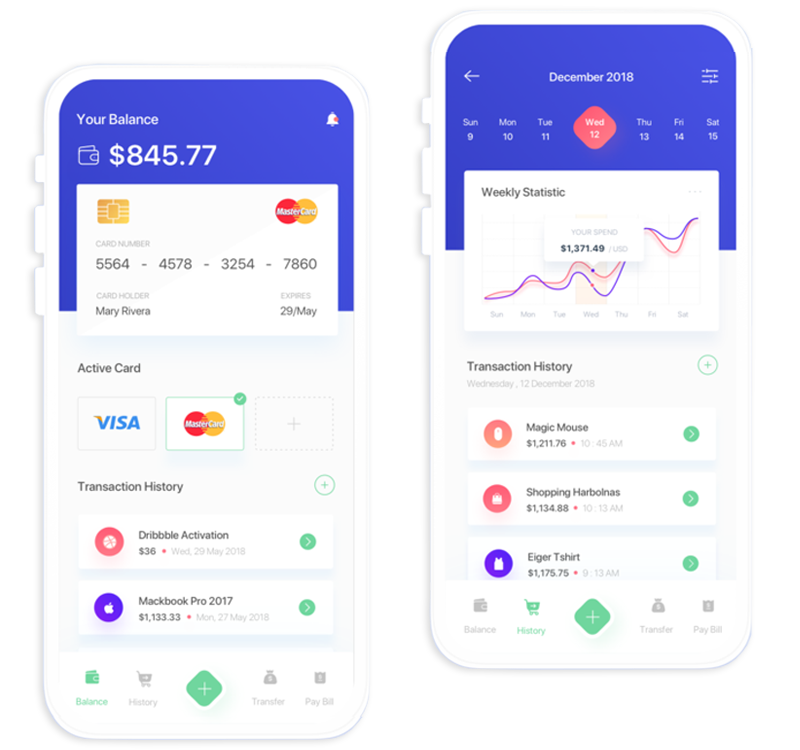 Your Balance
$845.77
MasterCard
CARD NUMBER
5564 - 4578 - 3254 - 7860
CARD HOLDER EXPIRES
Mary Rivera 29/May
Active Card
VISA MasterCard
Transaction History
Dribbble Activation
$36 • Wed, 29 May 2018
Mackbook Pro 2017
$1,133.33 • Mon, 27 May 2018
Balance History Transfer Pay Bill
December 2018
Sun Mon Tue Wed Thu Fri Sat
9 10 11 12 13 14 15
Weekly Statistic
YOUR SPEND
$1,371.49 / USD
Sun Mon Tue Wed Thu Fri Sat
Transaction History
Wednesday , 12 December 2018
Magic Mouse
$1,211.76 • 10 : 45 AM
Shopping Harbolnas
$1,134.88 • 10 : 13 AM
Eiger Tshirt
$1,175.75 • 9 : 13 AM
Balance History Transfer Pay Bill